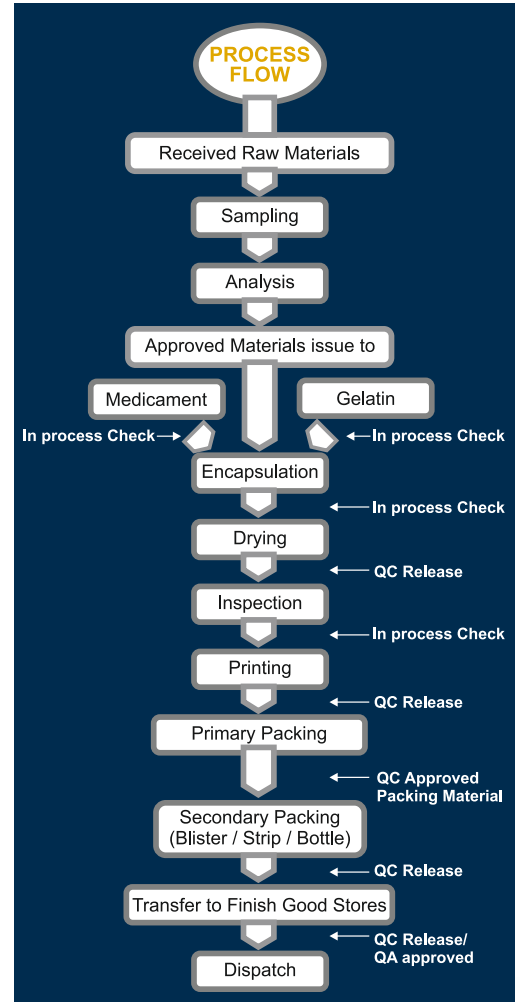 PROCESS
FLOW
Received Raw Materials
Sampling
Analysis
Approved Materials issue to
Medicament
Gelatin
In process Check
In process Check
Encapsulation
In process Check
Drying
QC Release
Inspection
In process Check
Printing
QC Release
Primary Packing
QC Approved
Packing Material
Secondary Packing
(Blister / Strip / Bottle)
QC Release
Transfer to Finish Good Stores
QC Release/
QA approved
Dispatch